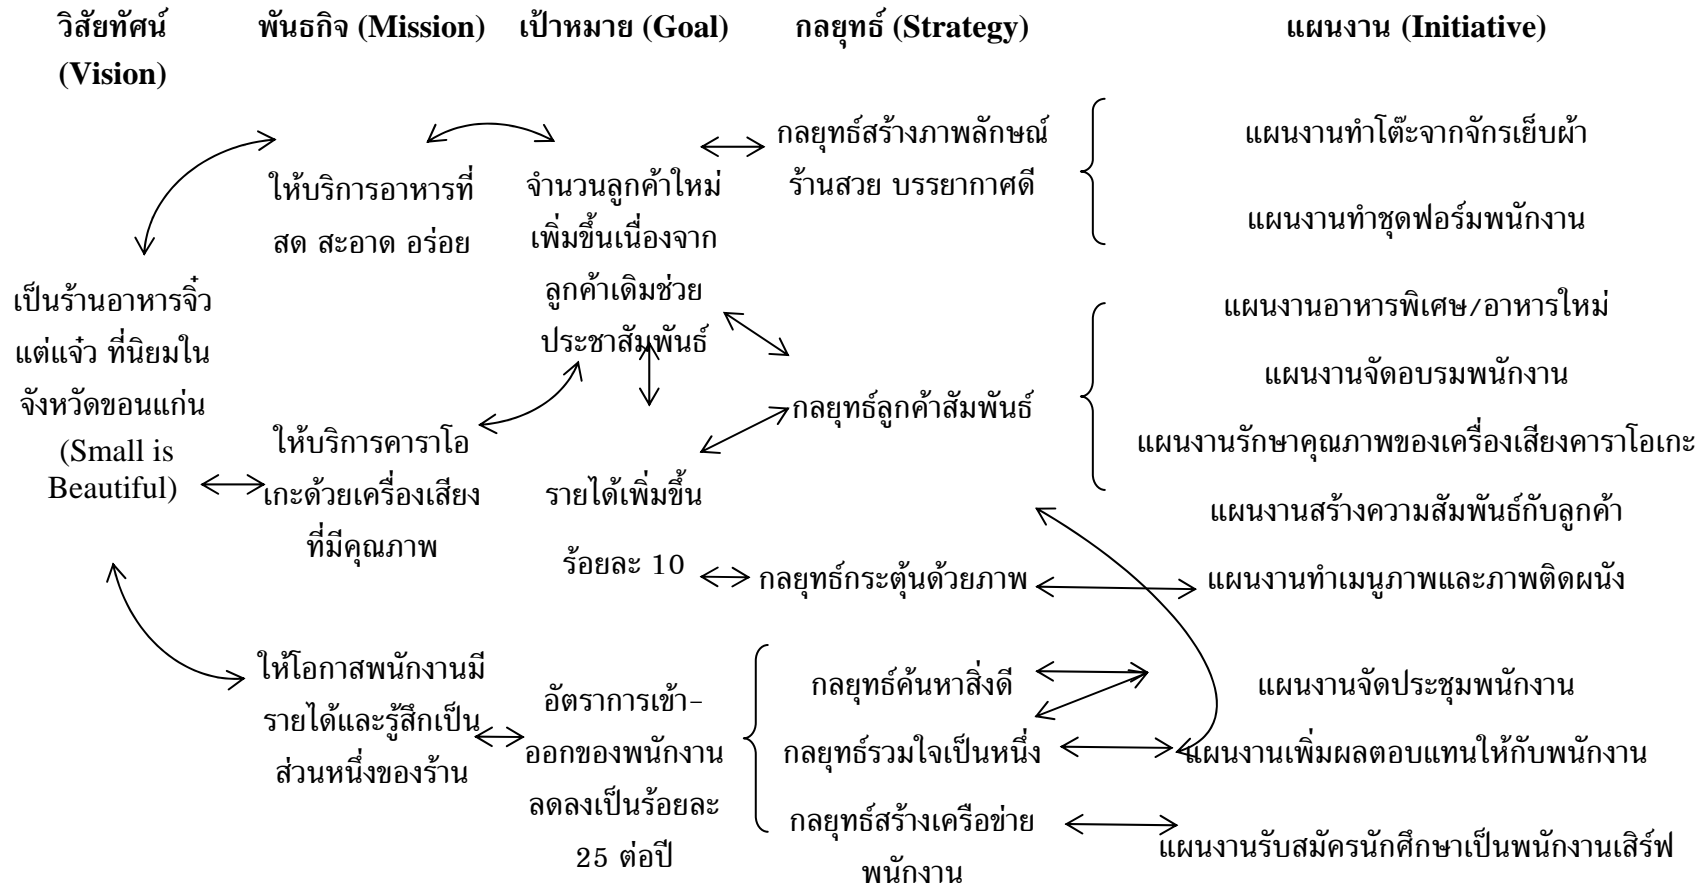 วิสัยทัศน์
(Vision)
พันธกิจ (Mission)
เป้าหมาย (Goal)
กลยุทธ์ (Strategy)
แผนงาน (Initiative)
เป็นร้านอาหารจิ๋ว
แต่แจ๋ว ที่นิยมใน
จังหวัดขอนแก่น
(Small is
Beautiful)
ให้บริการอาหารที่
สด สะอาด อร่อย
ให้บริการคาราโอ
เกะด้วยเครื่องเสียง
ที่มีคุณภาพ
ให้โอกาสพนักงานมี
รายได้และรู้สึกเป็น
ส่วนหนึ่งของร้าน
จำนวนลูกค้าใหม่
เพิ่มขึ้นเนื่องจาก
ลูกค้าเดิมช่วย
ประชาสัมพันธ์
รายได้เพิ่มขึ้น
ร้อยละ 10
อัตราการเข้า-
ออกของพนักงาน
ลดลงเป็นร้อยละ
25 ต่อปี
กลยุทธ์สร้างภาพลักษณ์
ร้านสวย บรรยากาศดี
กลยุทธ์ลูกค้าสัมพันธ์
กลยุทธ์กระตุ้นด้วยภาพ
กลยุทธ์ค้นหาสิ่งดี
กลยุทธ์รวมใจเป็นหนึ่ง
กลยุทธ์สร้างเครือข่าย
พนักงาน
แผนงานทำโต๊ะจากจักรเย็บผ้า
แผนงานทำชุดฟอร์มพนักงาน
แผนงานอาหารพิเศษ/อาหารใหม่
แผนงานจัดอบรมพนักงาน
แผนงานรักษาคุณภาพของเครื่องเสียงคาราโอเกะ
แผนงานสร้างความสัมพันธ์กับลูกค้า
แผนงานทำเมนูภาพและภาพติดผนัง
แผนงานจัดประชุมพนักงาน
แผนงานเพิ่มผลตอบแทนให้กับพนักงาน
แผนงานรับสมัครนักศึกษาเป็นพนักงานเสิร์ฟ